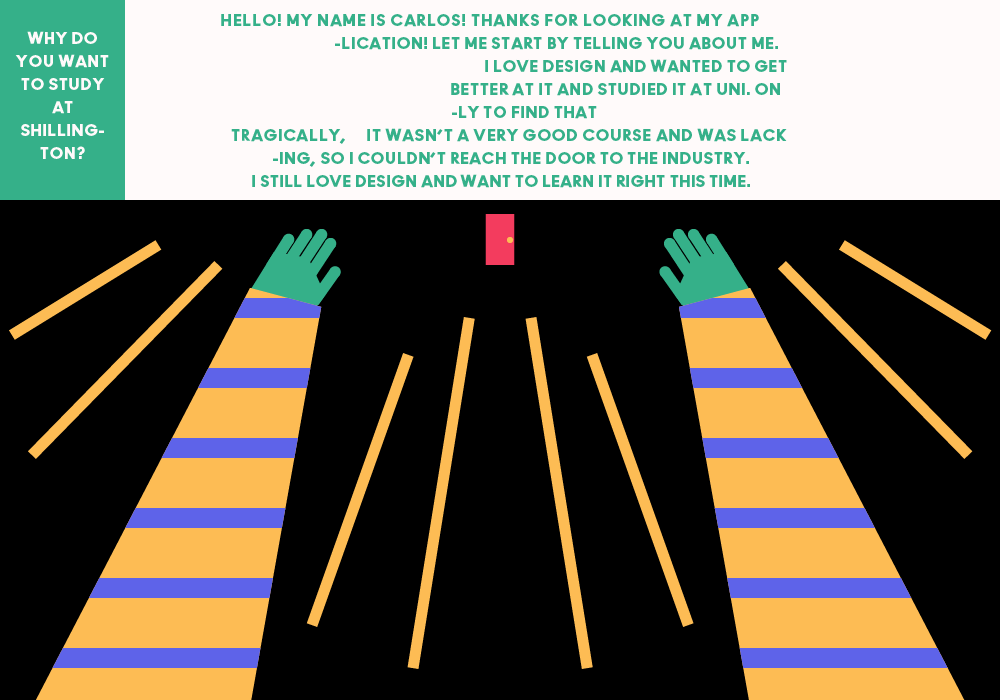 WHY DO
YOU WANT
TO STUDY
AT
SHILLING-
TON?
HELLO! MY NAME IS CARLOS! THANKS FOR LOOKING AT MY APP
-LICATION! LET ME START BY TELLING YOU ABOUT ME.
I LOVE DESIGN AND WANTED TO GET
BETTER AT IT AND STUDIED IT AT UNI. ON
-LY TO FIND THAT
TRAGICALLY, IT WASN'T A VERY GOOD COURSE AND WAS LACK
-ING, SO I COULDN'T REACH THE DOOR TO THE INDUSTRY.
I STILL LOVE DESIGN AND WANT TO LEARN IT RIGHT THIS TIME.